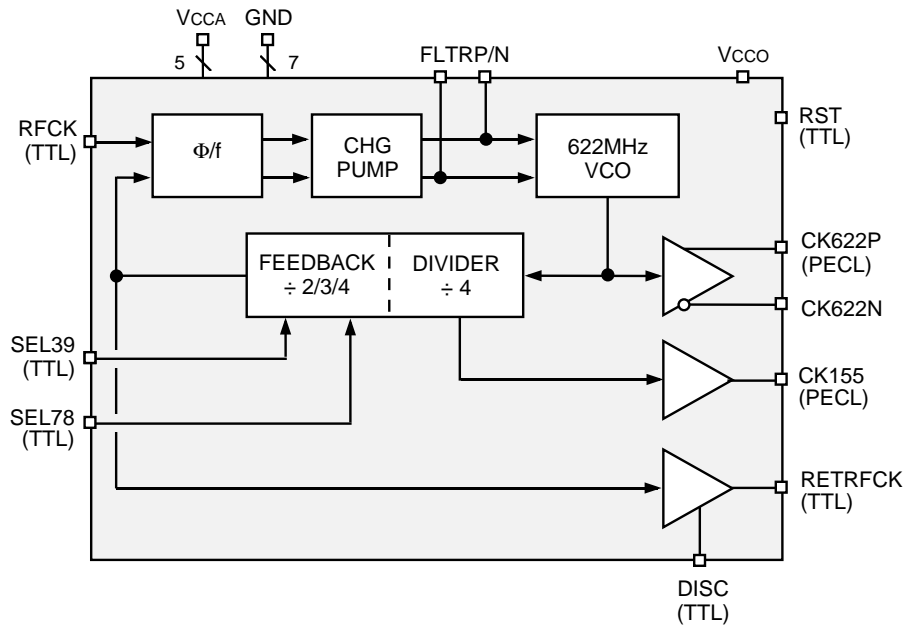 VCCA
GND
5
7
FLTRP/N
VCCO
RFCK
(TTL)
Φ/f
CHG
PUMP
622MHz
VCO
RST
(TTL)
FEEDBACK
÷ 2/3/4
DIVIDER
÷ 4
CK622P
(PECL)
CK622N
SEL39
(TTL)
CK155
(PECL)
SEL78
(TTL)
RETRFCK
(TTL)
DISC
(TTL)